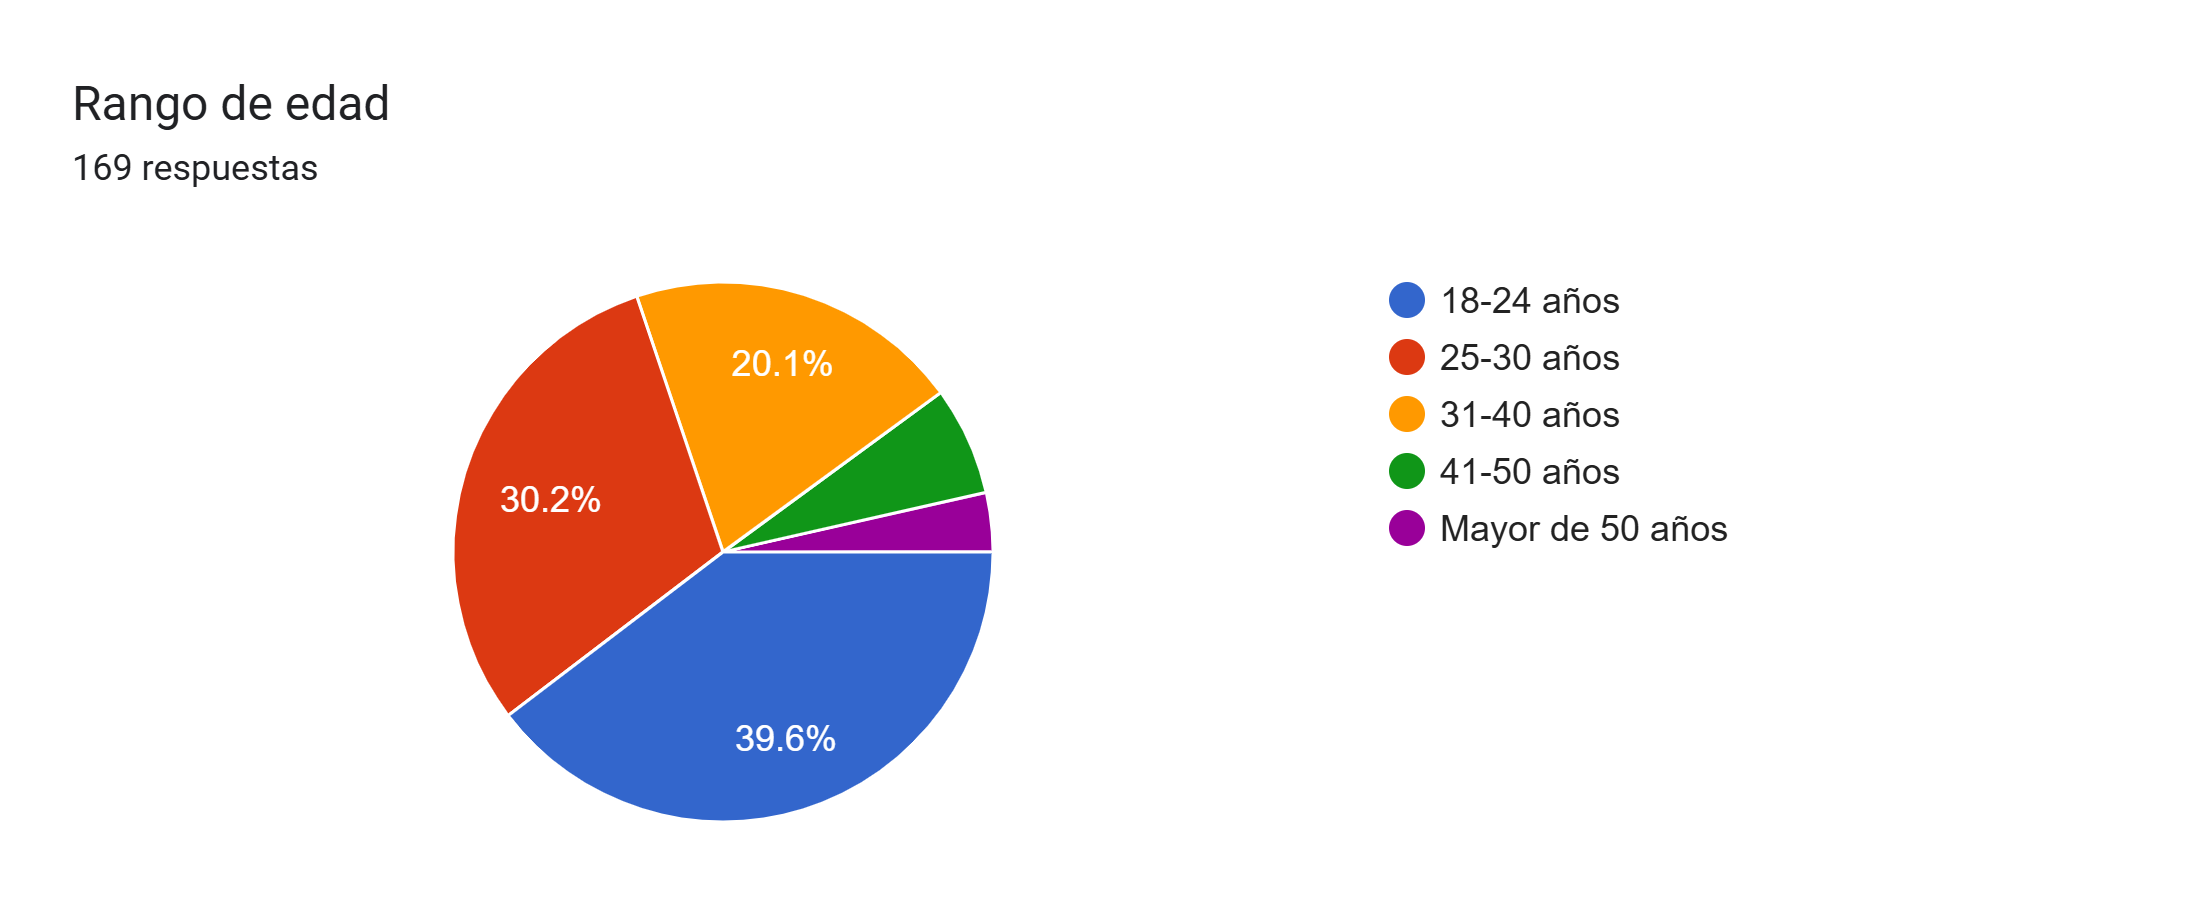 Rango de edad
169 respuestas
20.1%
30.2%
39.6%
18-24 años
25-30 años
31-40 años
41-50 años
Mayor de 50 años